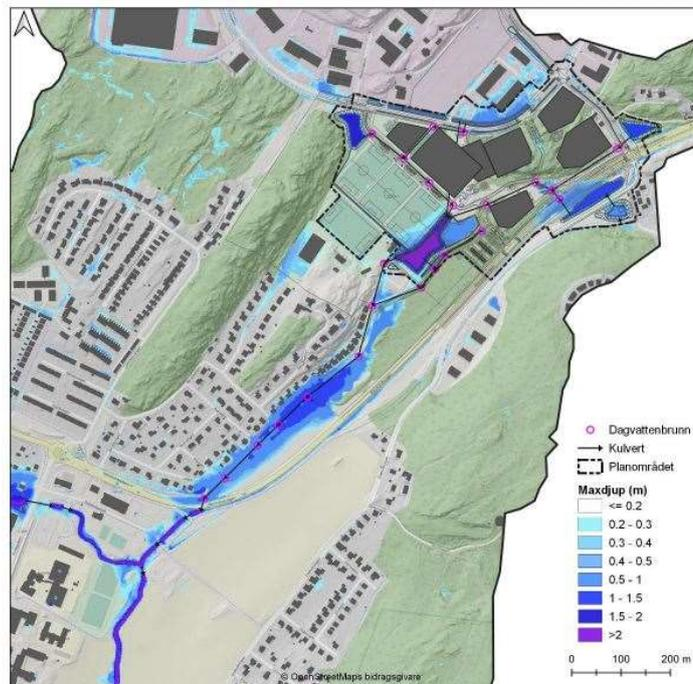 Dagvattenbrunn
Kulvert
Planområdet
Maxdjup (m)
<= 0.2
0.2 - 0.3
0.3 - 0.4
0.4 - 0.5
0.5 - 1
1 - 1.5
1.5 - 2
>2
0 100 200 m
© OpenStreetMaps bidragsgivare